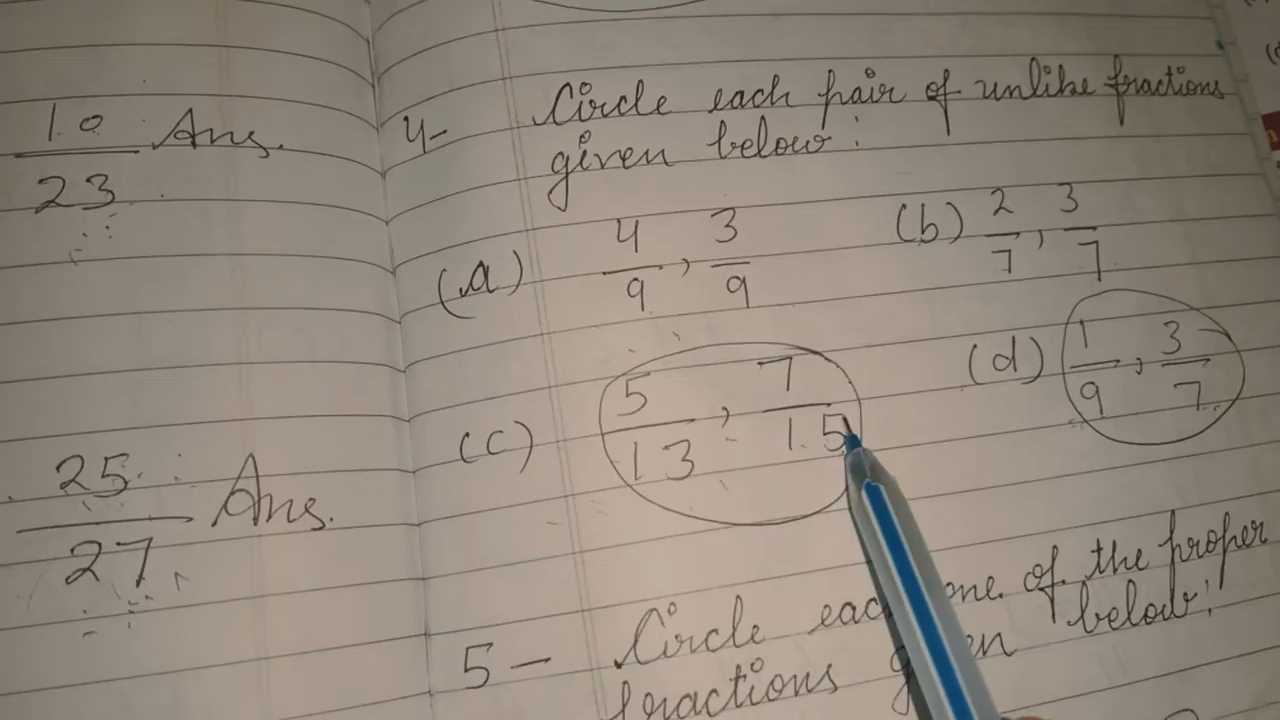 10 Ans.
23
25 Ans.
27
4- Circle each pair of unlike fractions
given below:
(a) 4/9, 3/9 (b) 2/7, 3/7
(c) 5/13, 7/15 (d) 1/9, 3/7
5- Circle each one of the proper
fractions given below: